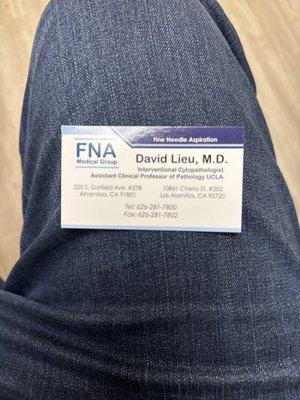 Fine Needle Aspiration
FNA
Medical Group
David Lieu, M.D.
Interventional Cytopathologist
Assistant Clinical Professor of Pathology UCLA
320 S. Garfield Ave. #278
Alhambra, CA 91801
10861 Cherry St. #202
Los Alamitos, CA 90720
Tel: 626-281-7800
Fax: 626-281-7802